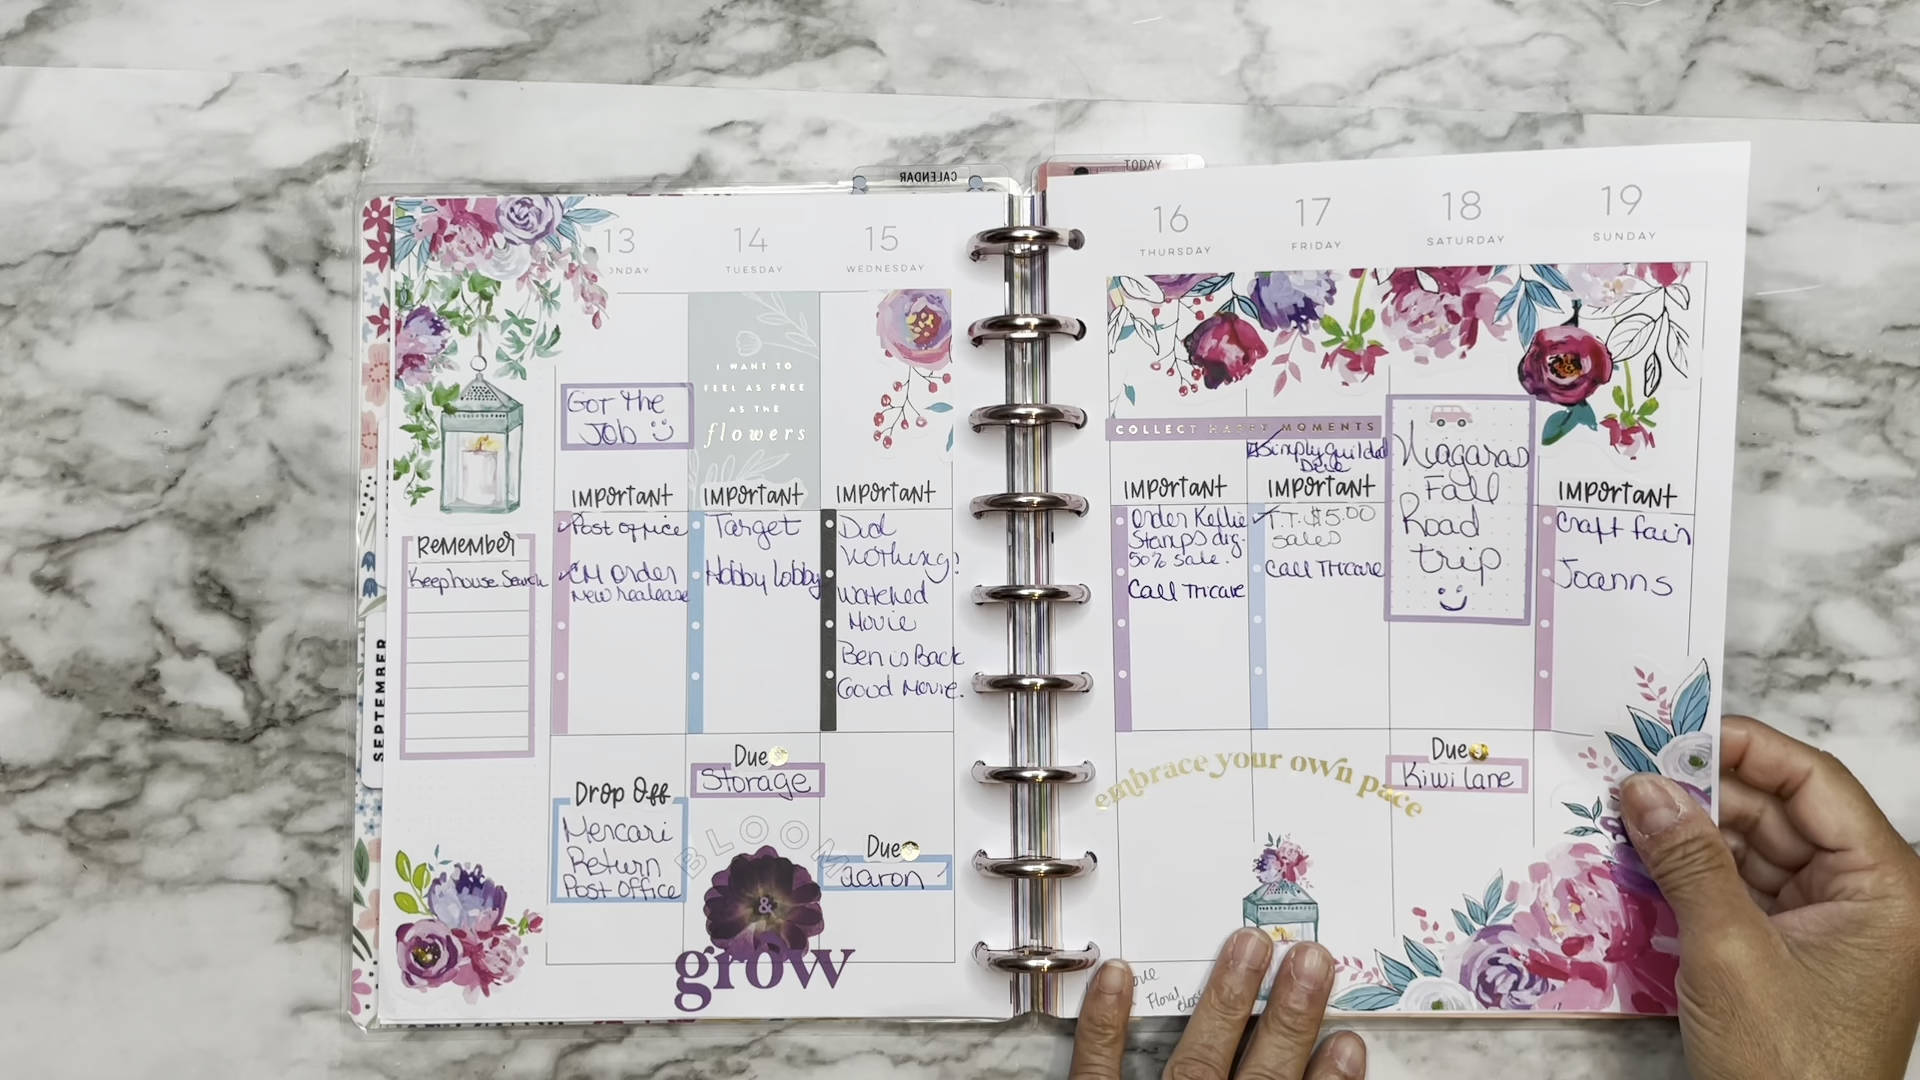 CALENDAR
TODAY
SEPTEMBER
13
ONDAY
14
TUESDAY
15
WEDNESDAY
Remember
Keephouse Search
Got the
Job
Important
Post office
CM order
New Realease
Drop Off
Mercari
Return
Post Office
I WANT TO
FEEL AS FREE
AS THE
flowers
Important
Target
Hobby Lobby
Due
Storage
BLOOM
&
grow
Important
Did
Nothing!
Watched
Movie
Ben is Back
Good Movie.
Due
aaron
16
THURSDAY
17
FRIDAY
18
SATURDAY
19
SUNDAY
COLLECT HAPPY MOMENTS
Important
Order Kellie
Stamps dig.
50% sale.
Call Tricare
Simply Guilded
Due
Important
T.T. $5.00
sales
Call Tricare
Niagaras
Fall
Road
trip
Important
Craft fair
Joanns
embrace your own pace
Due
Kiwi lane
Floral